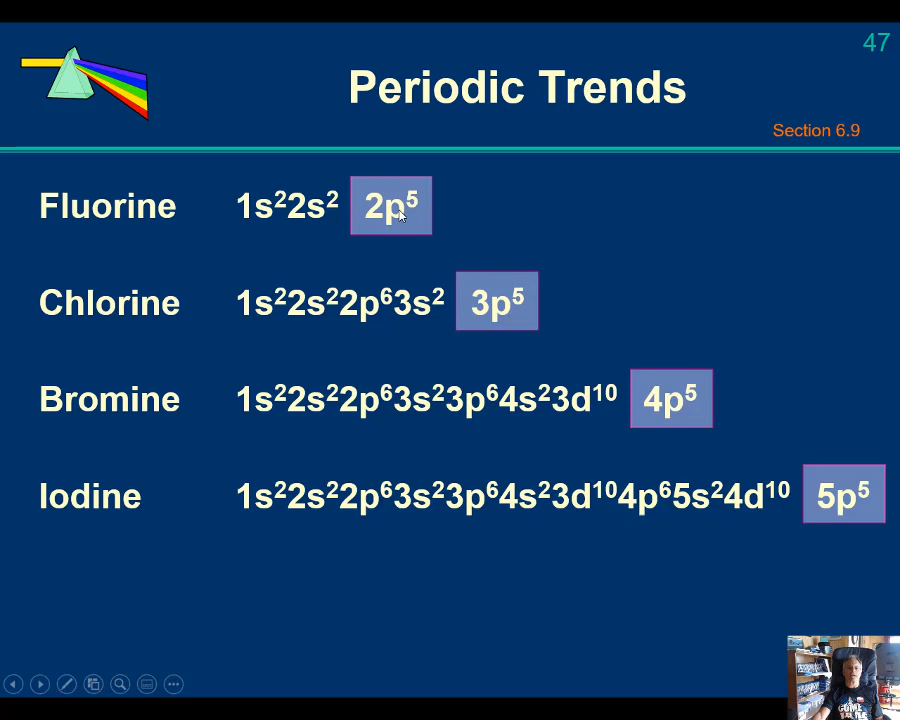 47
Periodic Trends
Section 6.9
Fluorine 1s²2s² 2p⁵
Chlorine 1s²2s²2p⁶3s² 3p⁵
Bromine 1s²2s²2p⁶3s²3p⁶4s²3d¹⁰ 4p⁵
Iodine 1s²2s²2p⁶3s²3p⁶4s²3d¹⁰4p⁶5s²4d¹⁰ 5p⁵